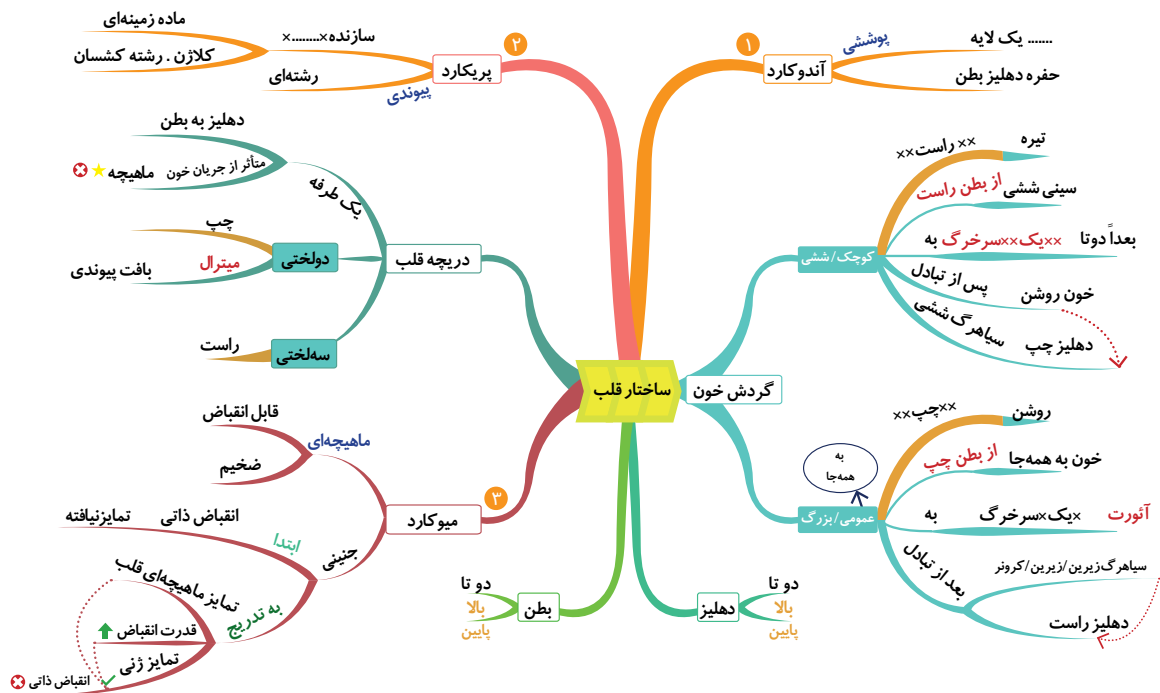 ساختار قلب
۱
آندوکارد
پوششی
....... یک لایه
حفره دهلیز بطن
گردش خون
کوچک/ششی
×× راست××
تیره
از بطن راست
سینی ششی
بعداً دوتا
××یک××سرخرگ به
پس از تبادل
خون روشن
سیاهرگ ششی
دهلیز چپ
عمومی/بزرگ
به
همه‌جا
××چپ××
روشن
از بطن چپ
خون به همه‌جا
به
×یک×سرخرگ
آئورت
بعد از تبادل
سیاهرگ زبرین/زیرین/کرونر
دهلیز راست
دهلیز
دو تا
بالا
پایین
۲
پریکارد
سازنده×........×
ماده زمینه‌ای
کلاژن . رشته کشسان
رشته‌ای
پیوندی
دریچه قلب
یک طرفه
دهلیز به بطن
متأثر از جریان خون
ماهیچه
دولختی
چپ
میترال
بافت پیوندی
سه‌لختی
راست
۳
میوکارد
ماهیچه‌ای
قابل انقباض
ضخیم
جنینی
ابتدا
انقباض ذاتی
تمایزنیافته
به تدریج
تمایز ماهیچه‌ای قلب
قدرت انقباض
تمایز ژنی
انقباض ذاتی
بطن
دو تا
بالا
پایین